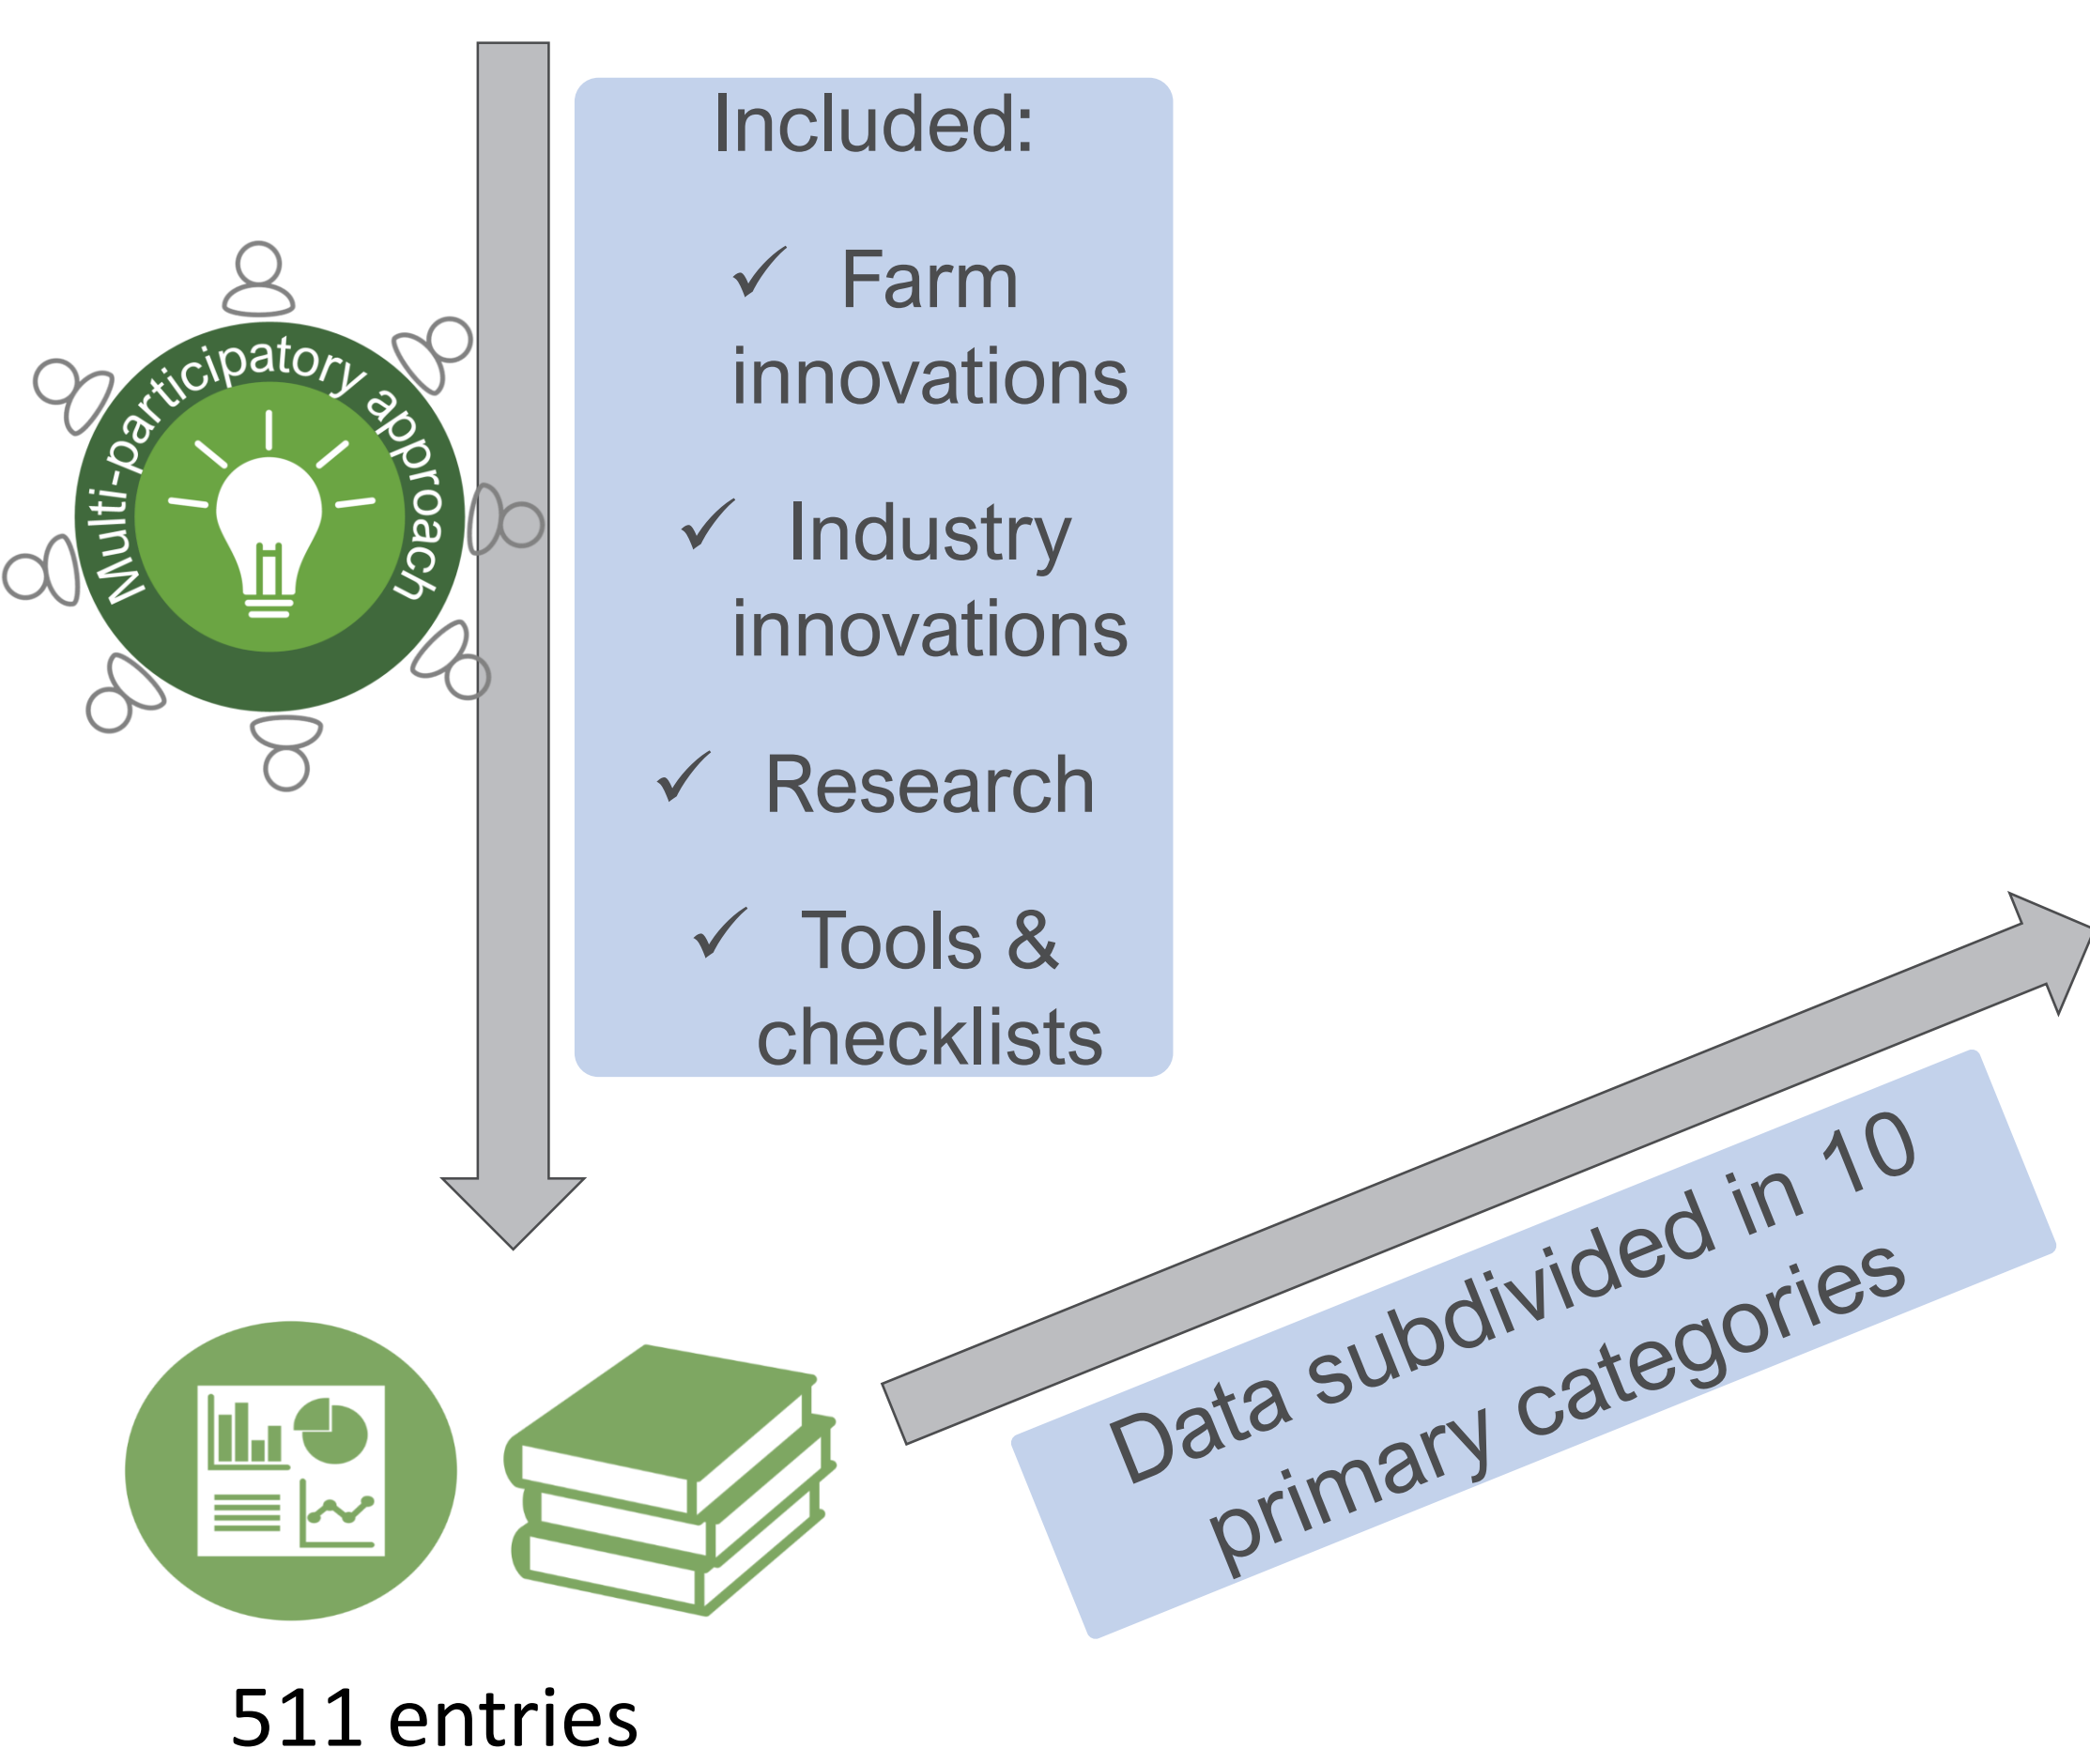 Included:
✓ Farm
innovations
✓ Industry
innovations
✓ Research
✓ Tools &
checklists
Multi-participatory approach
Data subdivided in 10
primary categories
511 entries